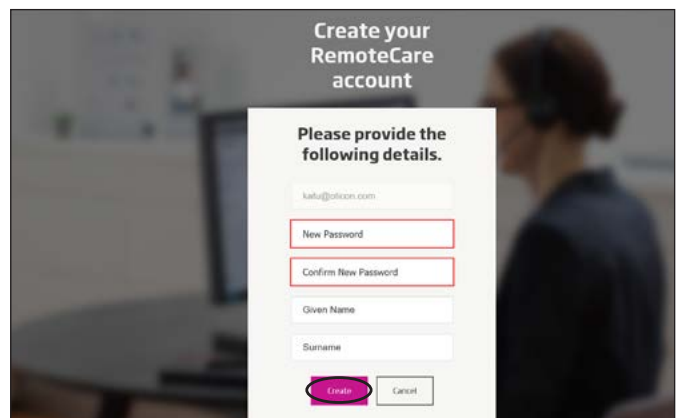 Create your
RemoteCare
account
Please provide the
following details.
kafu@oticon.com
New Password
Confirm New Password
Given Name
Surname
Create
Cancel